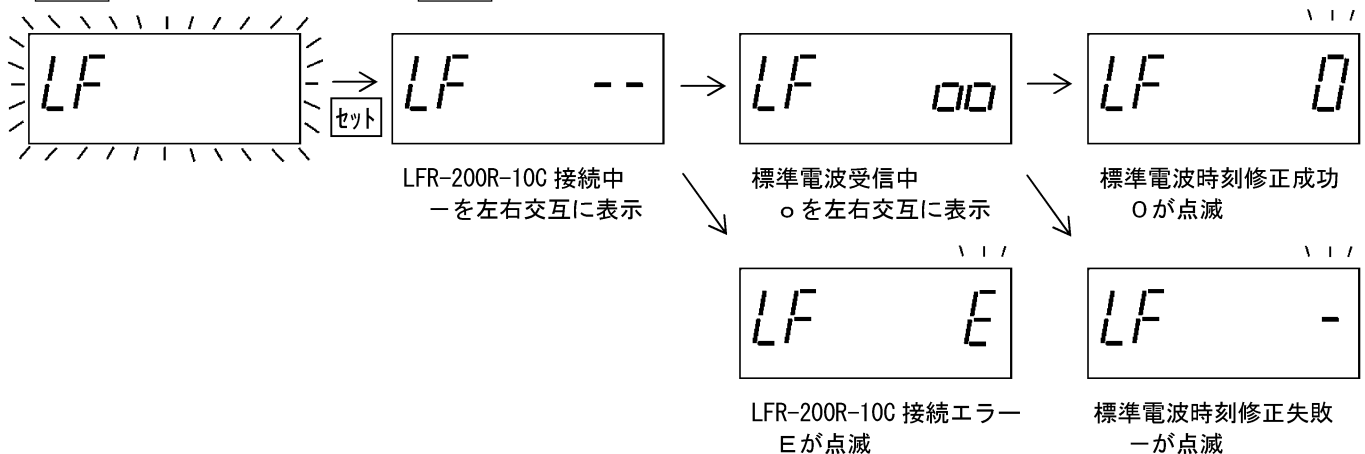 LF
セット
LF --
LF oo
LF 0
LFR-200R-10C 接続中
－を左右交互に表示
標準電波受信中
ｏを左右交互に表示
標準電波時刻修正成功
０が点滅
LF E
LF -
LFR-200R-10C 接続エラー
Ｅが点滅
標準電波時刻修正失敗
－が点滅